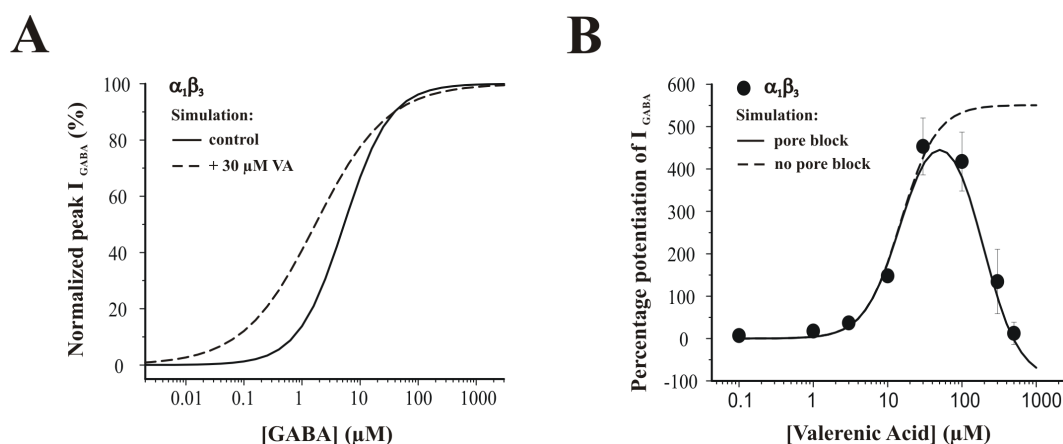 A
100
80
60
40
20
0
Normalized peak I GABA (%)
α₁β₃
Simulation:
control
+ 30 µM VA
0.01 0.1 1 10 100 1000
[GABA] (µM)
B
600
500
400
300
200
100
0
-100
Percentage potentiation of I GABA
α₁β₃
Simulation:
pore block
no pore block
0.1 1 10 100 1000
[Valerenic Acid] (µM)